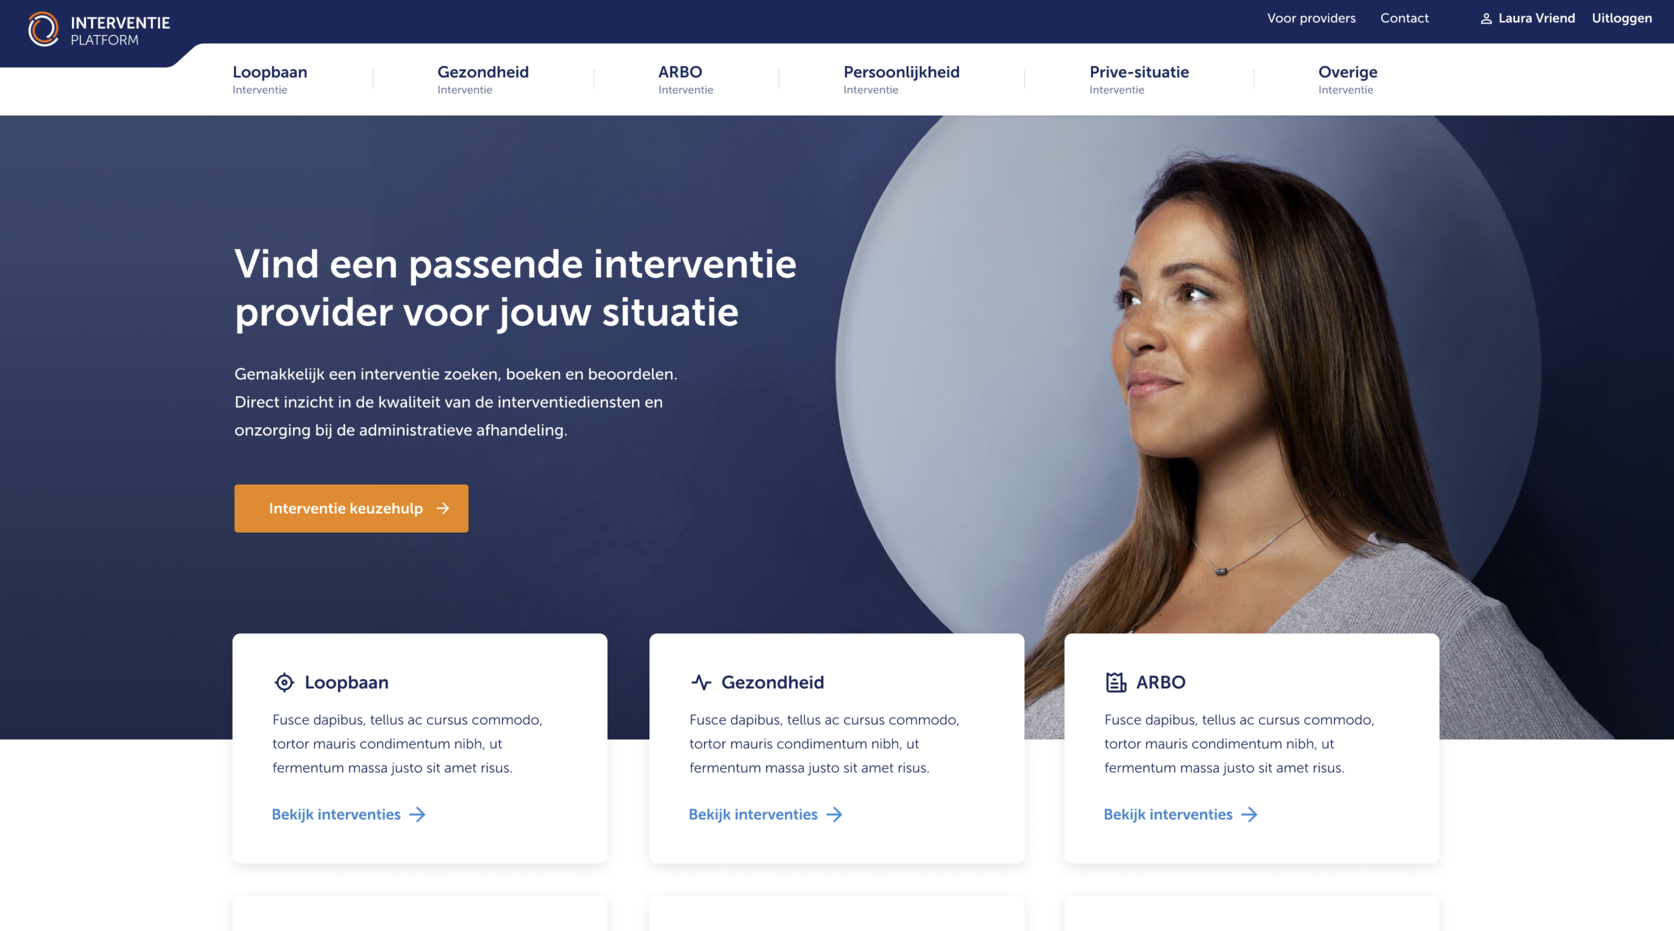 INTERVENTIE
PLATFORM
Voor providers
Contact
Laura Vriend
Uitloggen
Loopbaan
Interventie
Gezondheid
Interventie
ARBO
Interventie
Persoonlijkheid
Interventie
Prive-situatie
Interventie
Overige
Interventie
Vind een passende interventie
provider voor jouw situatie
Gemakkelijk een interventie zoeken, boeken en beoordelen.
Direct inzicht in de kwaliteit van de interventiediensten en
onzorging bij de administratieve afhandeling.
Interventie keuzehulp
Loopbaan
Fusce dapibus, tellus ac cursus commodo,
tortor mauris condimentum nibh, ut
fermentum massa justo sit amet risus.
Bekijk interventies
Gezondheid
Fusce dapibus, tellus ac cursus commodo,
tortor mauris condimentum nibh, ut
fermentum massa justo sit amet risus.
Bekijk interventies
ARBO
Fusce dapibus, tellus ac cursus commodo,
tortor mauris condimentum nibh, ut
fermentum massa justo sit amet risus.
Bekijk interventies